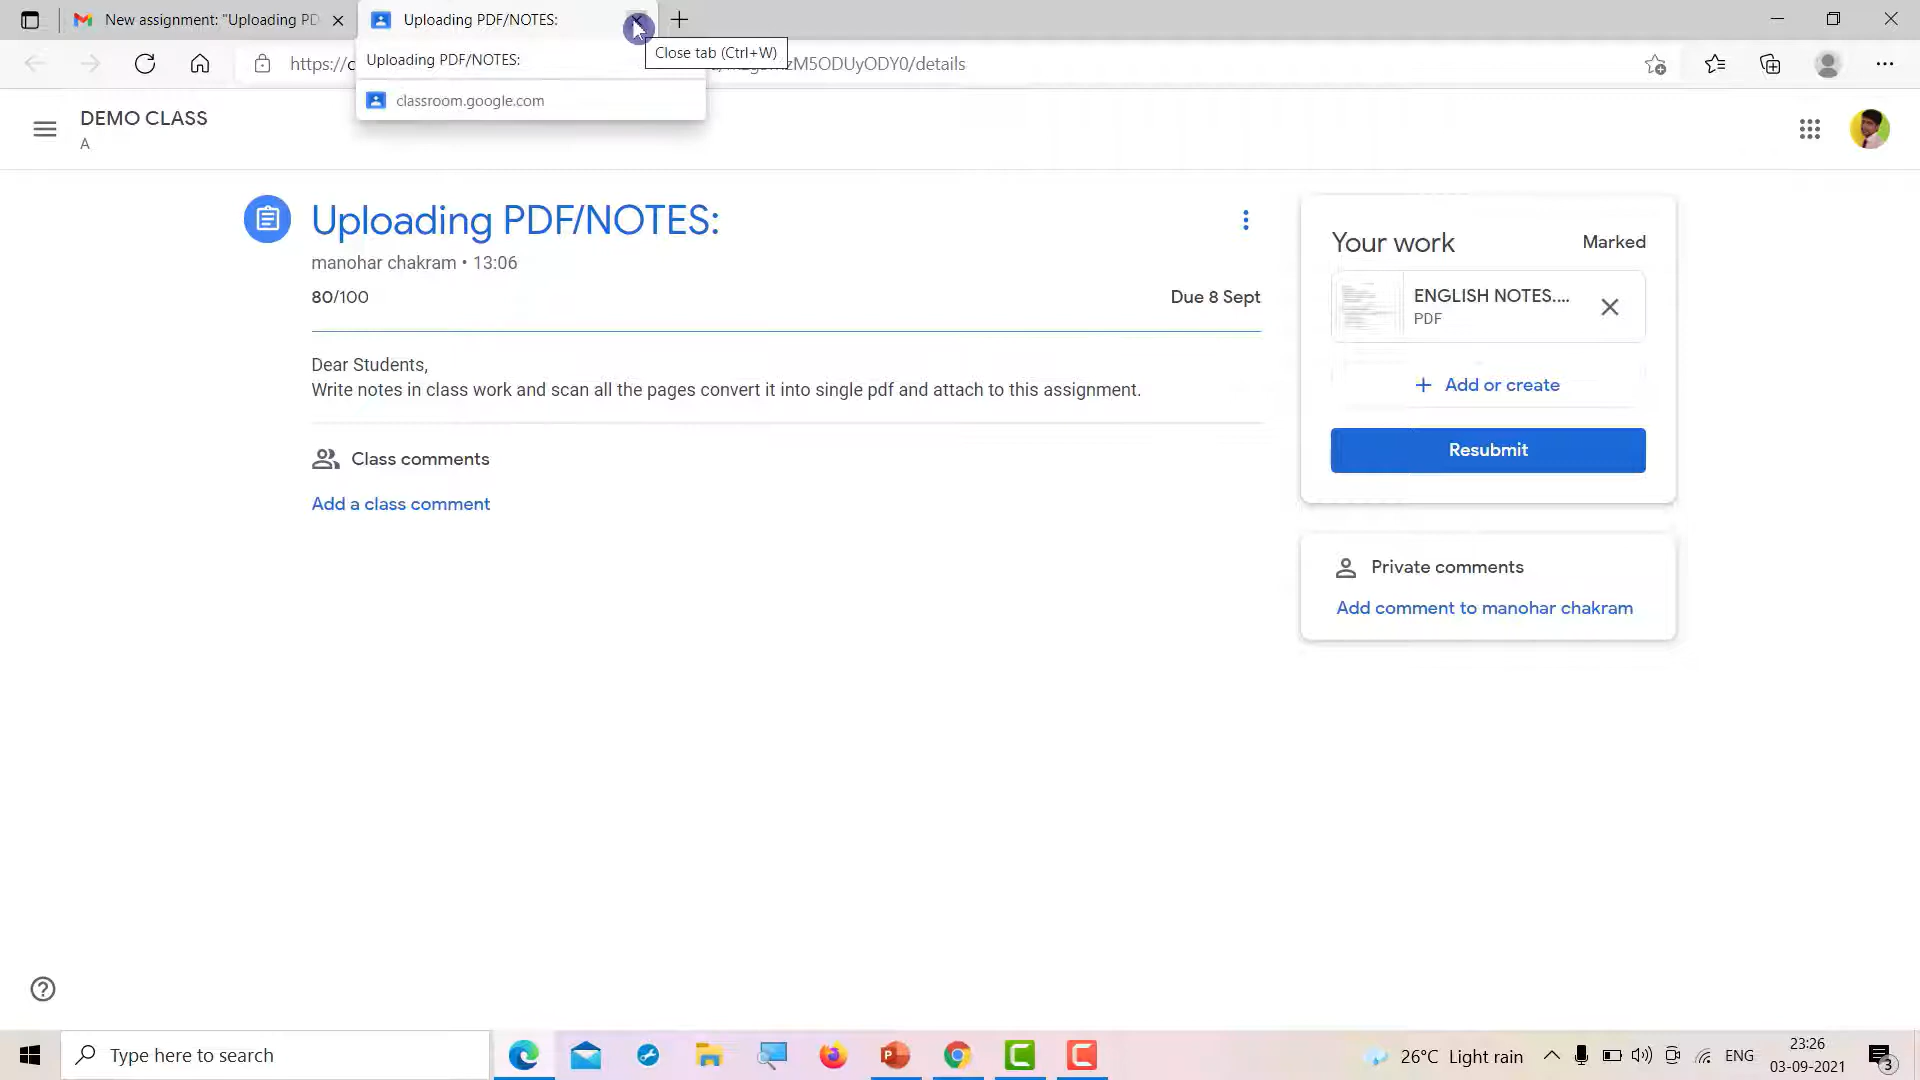 New assignment: "Uploading PD
Uploading PDF/NOTES:
Close tab (Ctrl+W)
Uploading PDF/NOTES:
M5ODUyODY0/details
classroom.google.com
DEMO CLASS
A
Uploading PDF/NOTES:
manohar chakram • 13:06
80/100
Due 8 Sept
Dear Students,
Write notes in class work and scan all the pages convert it into single pdf and attach to this assignment.
Class comments
Add a class comment
Your work
Marked
ENGLISH NOTES....
PDF
Add or create
Resubmit
Private comments
Add comment to manohar chakram
Type here to search
26°C Light rain
ENG
23:26
03-09-2021
3